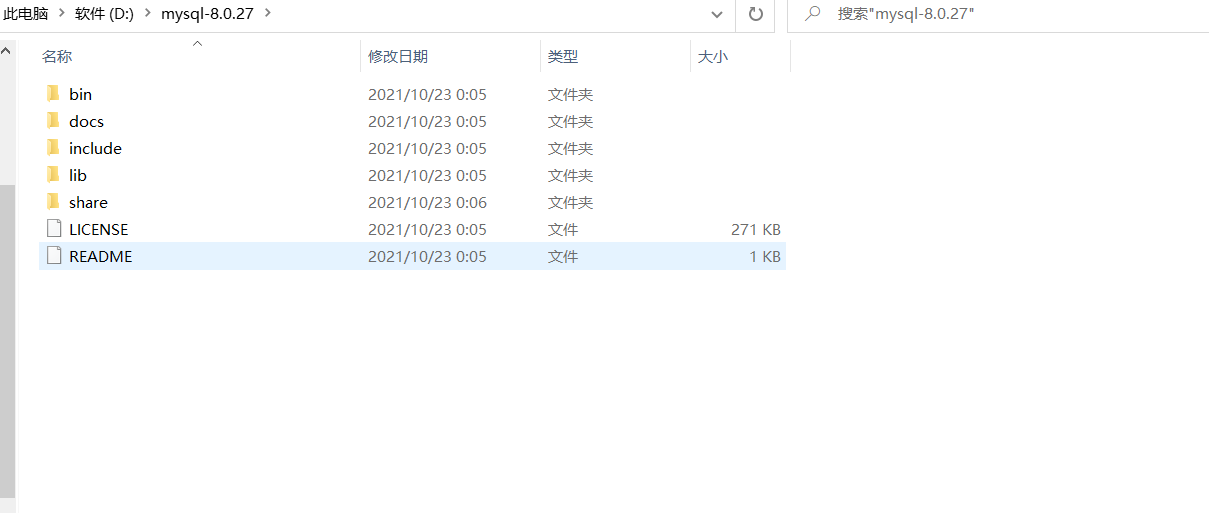 此电脑 > 软件 (D:) > mysql-8.0.27 > 搜索"mysql-8.0.27"
名称 修改日期 类型 大小
bin 2021/10/23 0:05 文件夹
docs 2021/10/23 0:05 文件夹
include 2021/10/23 0:05 文件夹
lib 2021/10/23 0:05 文件夹
share 2021/10/23 0:06 文件夹
LICENSE 2021/10/23 0:05 文件 271 KB
README 2021/10/23 0:05 文件 1 KB